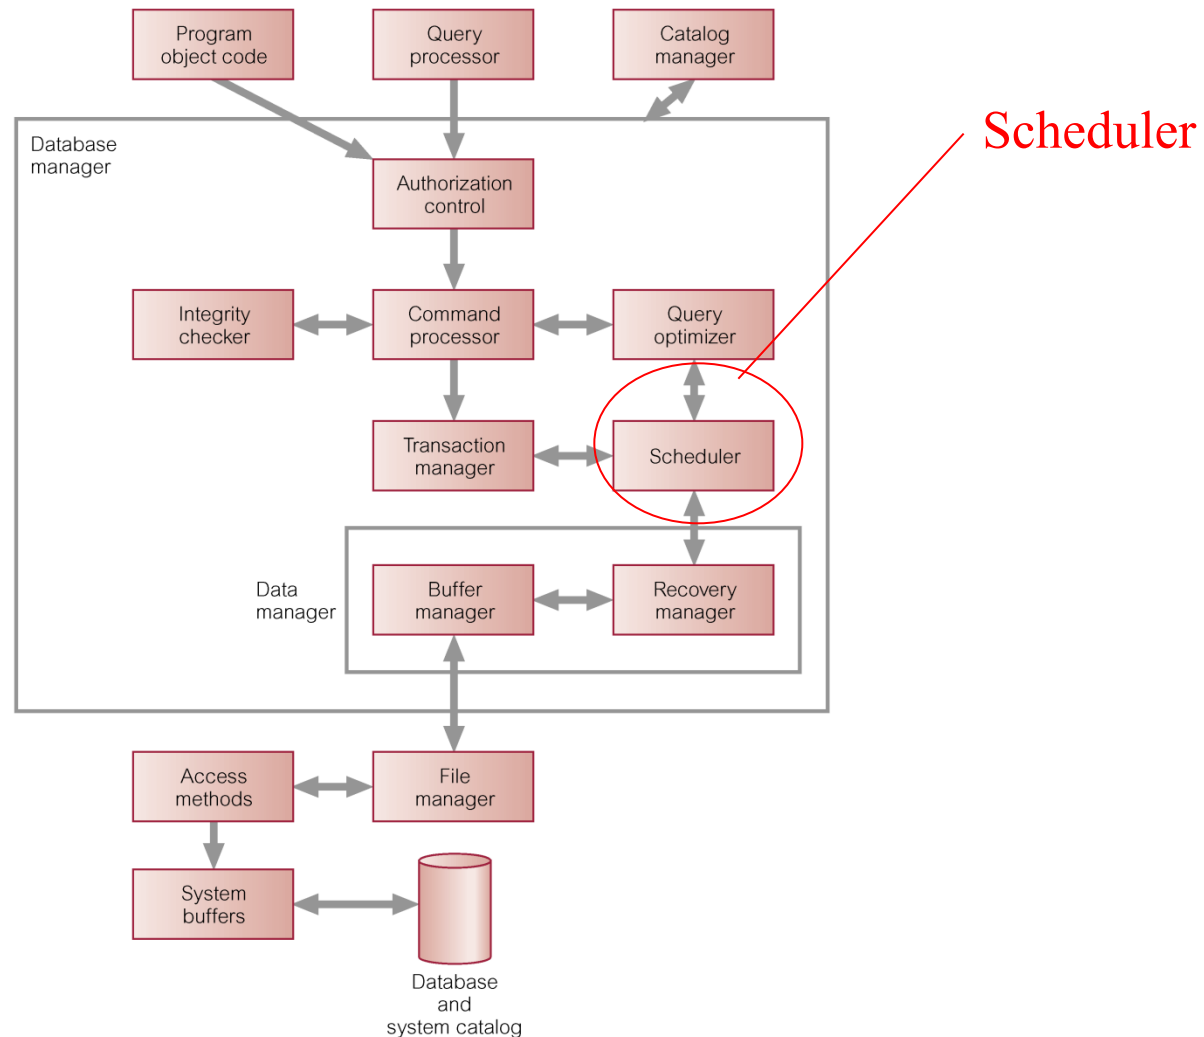 Program
object code
Query
processor
Catalog
manager
Scheduler
Database
manager
Authorization
control
Integrity
checker
Command
processor
Query
optimizer
Transaction
manager
Scheduler
Data
manager
Buffer
manager
Recovery
manager
Access
methods
File
manager
System
buffers
Database
and
system catalog